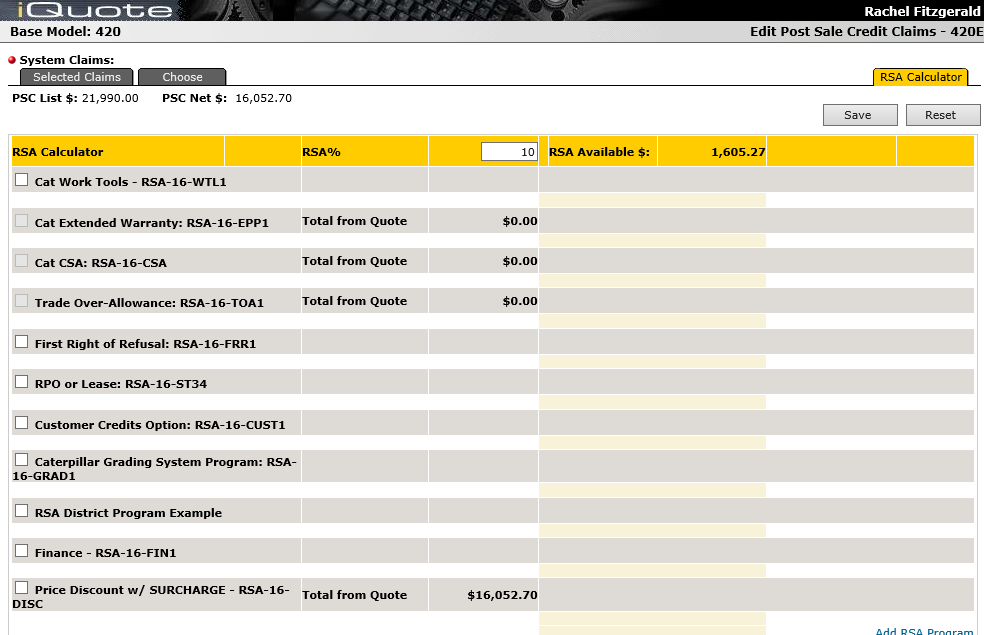 iQuote
Rachel Fitzgerald
Base Model: 420
Edit Post Sale Credit Claims - 420E
System Claims:
Selected Claims
Choose
RSA Calculator
PSC List $: 21,990.00
PSC Net $: 16,052.70
Save
Reset
RSA Calculator
RSA%
10
RSA Available $:
1,605.27
Cat Work Tools - RSA-16-WTL1
Cat Extended Warranty: RSA-16-EPP1
Total from Quote
$0.00
Cat CSA: RSA-16-CSA
Total from Quote
$0.00
Trade Over-Allowance: RSA-16-TOA1
Total from Quote
$0.00
First Right of Refusal: RSA-16-FRR1
RPO or Lease: RSA-16-ST34
Customer Credits Option: RSA-16-CUST1
Caterpillar Grading System Program: RSA-
16-GRAD1
RSA District Program Example
Finance - RSA-16-FIN1
Price Discount w/ SURCHARGE - RSA-16-
DISC
Total from Quote
$16,052.70
Add RSA Program